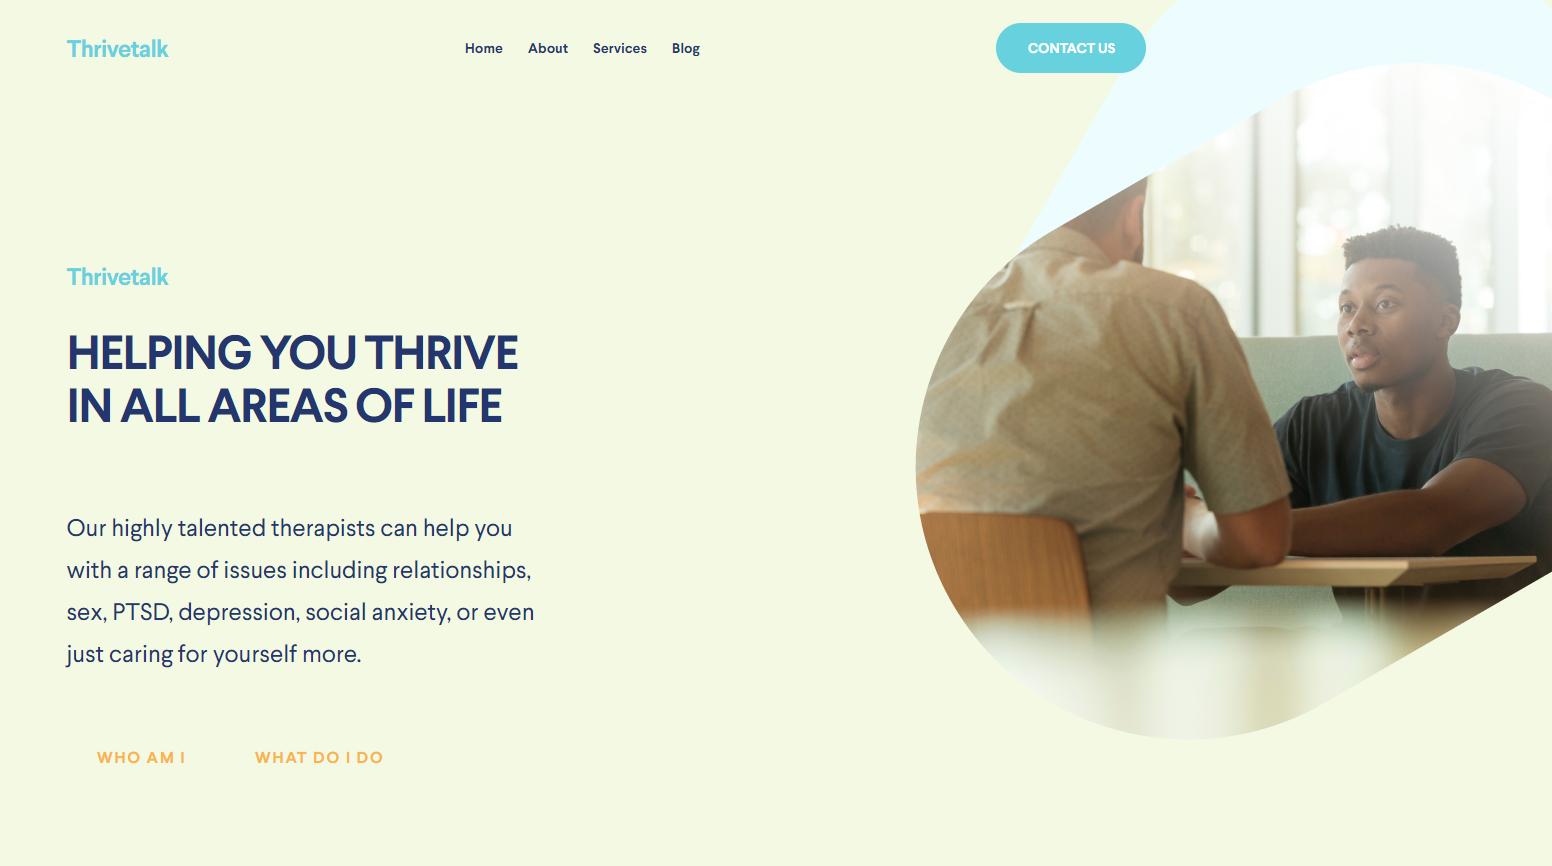 Thrivetalk
Home About Services Blog
CONTACT US
Thrivetalk
HELPING YOU THRIVE
IN ALL AREAS OF LIFE
Our highly talented therapists can help you
with a range of issues including relationships,
sex, PTSD, depression, social anxiety, or even
just caring for yourself more.
WHO AM I
WHAT DO I DO